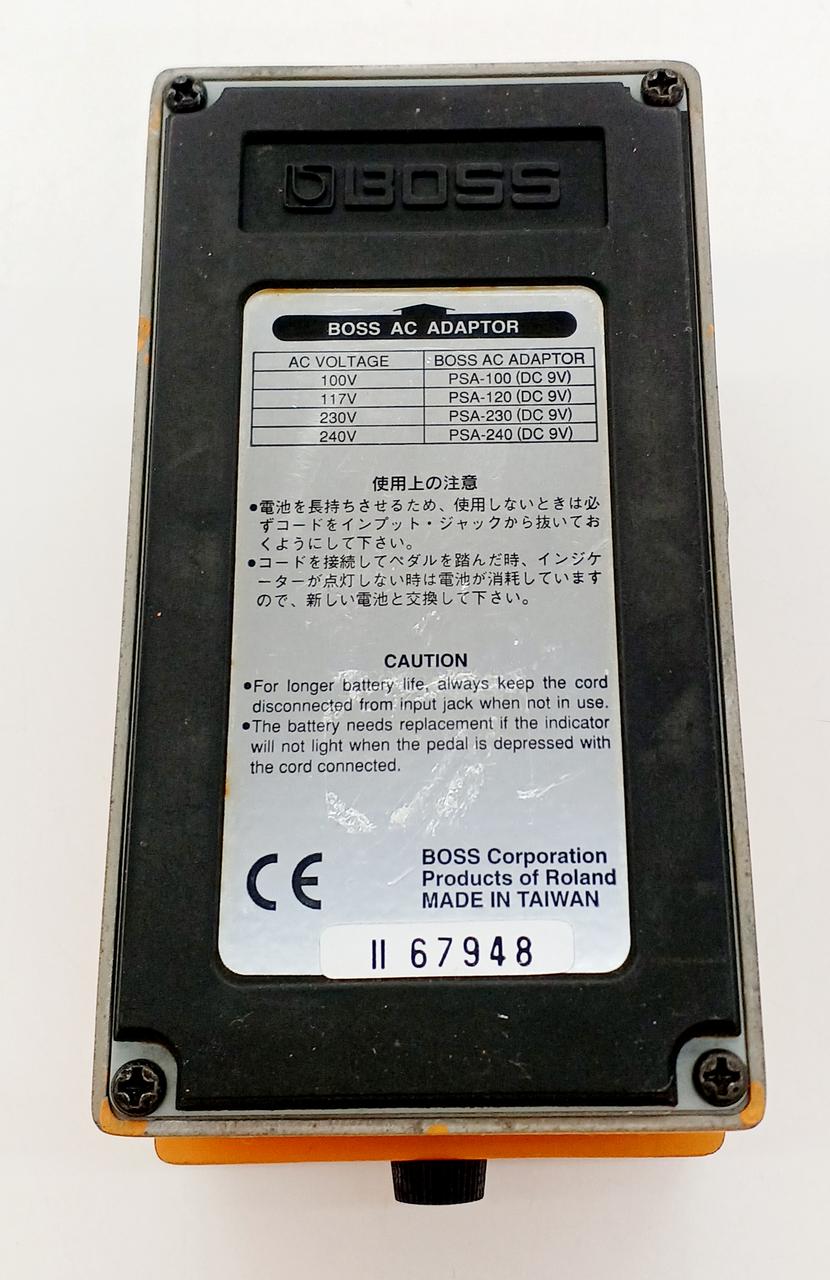 BOSS
BOSS AC ADAPTOR
AC VOLTAGE BOSS AC ADAPTOR
100V PSA-100 (DC 9V)
117V PSA-120 (DC 9V)
230V PSA-230 (DC 9V)
240V PSA-240 (DC 9V)
使用上の注意
●電池を長持ちさせるため、使用しないときは必
ずコードをインプット・ジャックから抜いてお
くようにして下さい。
●コードを接続してペダルを踏んだ時、インジケ
ーターが点灯しない時は電池が消耗しています
ので、新しい電池と交換して下さい。
CAUTION
●For longer battery life, always keep the cord
disconnected from input jack when not in use.
●The battery needs replacement if the indicator
will not light when the pedal is depressed with
the cord connected.
CE
BOSS Corporation
Products of Roland
MADE IN TAIWAN
II 67948